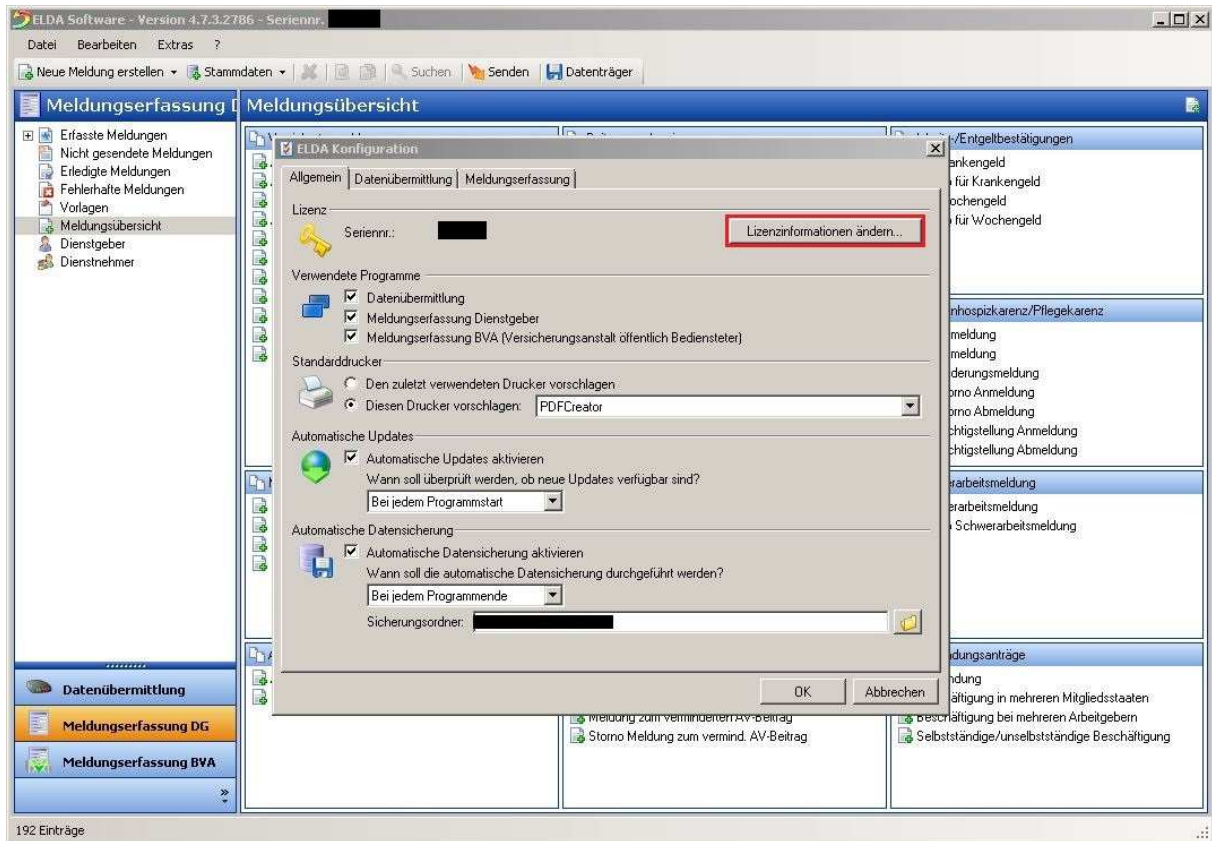 ELDA Software - Version 4.7.3.2786 - Seriennr.
Datei Bearbeiten Extras ?
Neue Meldung erstellen Stammdaten Suchen Senden Datenträger
Meldungserfassung
Meldungsübersicht
Erfasste Meldungen
Nicht gesendete Meldungen
Erledigte Meldungen
Fehlerhafte Meldungen
Vorlagen
Meldungsübersicht
Dienstgeber
Dienstnehmer
ELDA Konfiguration
Allgemein Datenübermittlung Meldungserfassung
Lizenz
Seriennr.:
Lizenzinformationen ändern...
Verwendete Programme
Datenübermittlung
Meldungserfassung Dienstgeber
Meldungserfassung BVA (Versicherungsanstalt öffentlich Bediensteter)
Standarddrucker
Den zuletzt verwendeten Drucker vorschlagen
Diesen Drucker vorschlagen: PDFCreator
Automatische Updates
Automatische Updates aktivieren
Wann soll überprüft werden, ob neue Updates verfügbar sind?
Bei jedem Programmstart
Automatische Datensicherung
Automatische Datensicherung aktivieren
Wann soll die automatische Datensicherung durchgeführt werden?
Bei jedem Programmende
Sicherungsordner:
OK Abbrechen
-/Entgeltbestätigungen
ankengeld
für Krankengeld
ochengeld
für Wochengeld
nhospizkarenz/Pflegekarenz
meldung
meldung
derungsmeldung
orno Anmeldung
orno Abmeldung
chtigstellung Anmeldung
chtigstellung Abmeldung
erarbeitsmeldung
erarbeitsmeldung
Schwerarbeitsmeldung
dungsanträge
ndung
äftigung in mehreren Mitgliedsstaaten
Beschäftigung bei mehreren Arbeitgebern
Selbstständige/unselbstständige Beschäftigung
Meldung zum verminderten AV-Beitrag
Storno Meldung zum vermind. AV-Beitrag
Datenübermittlung
Meldungserfassung DG
Meldungserfassung BVA
192 Einträge